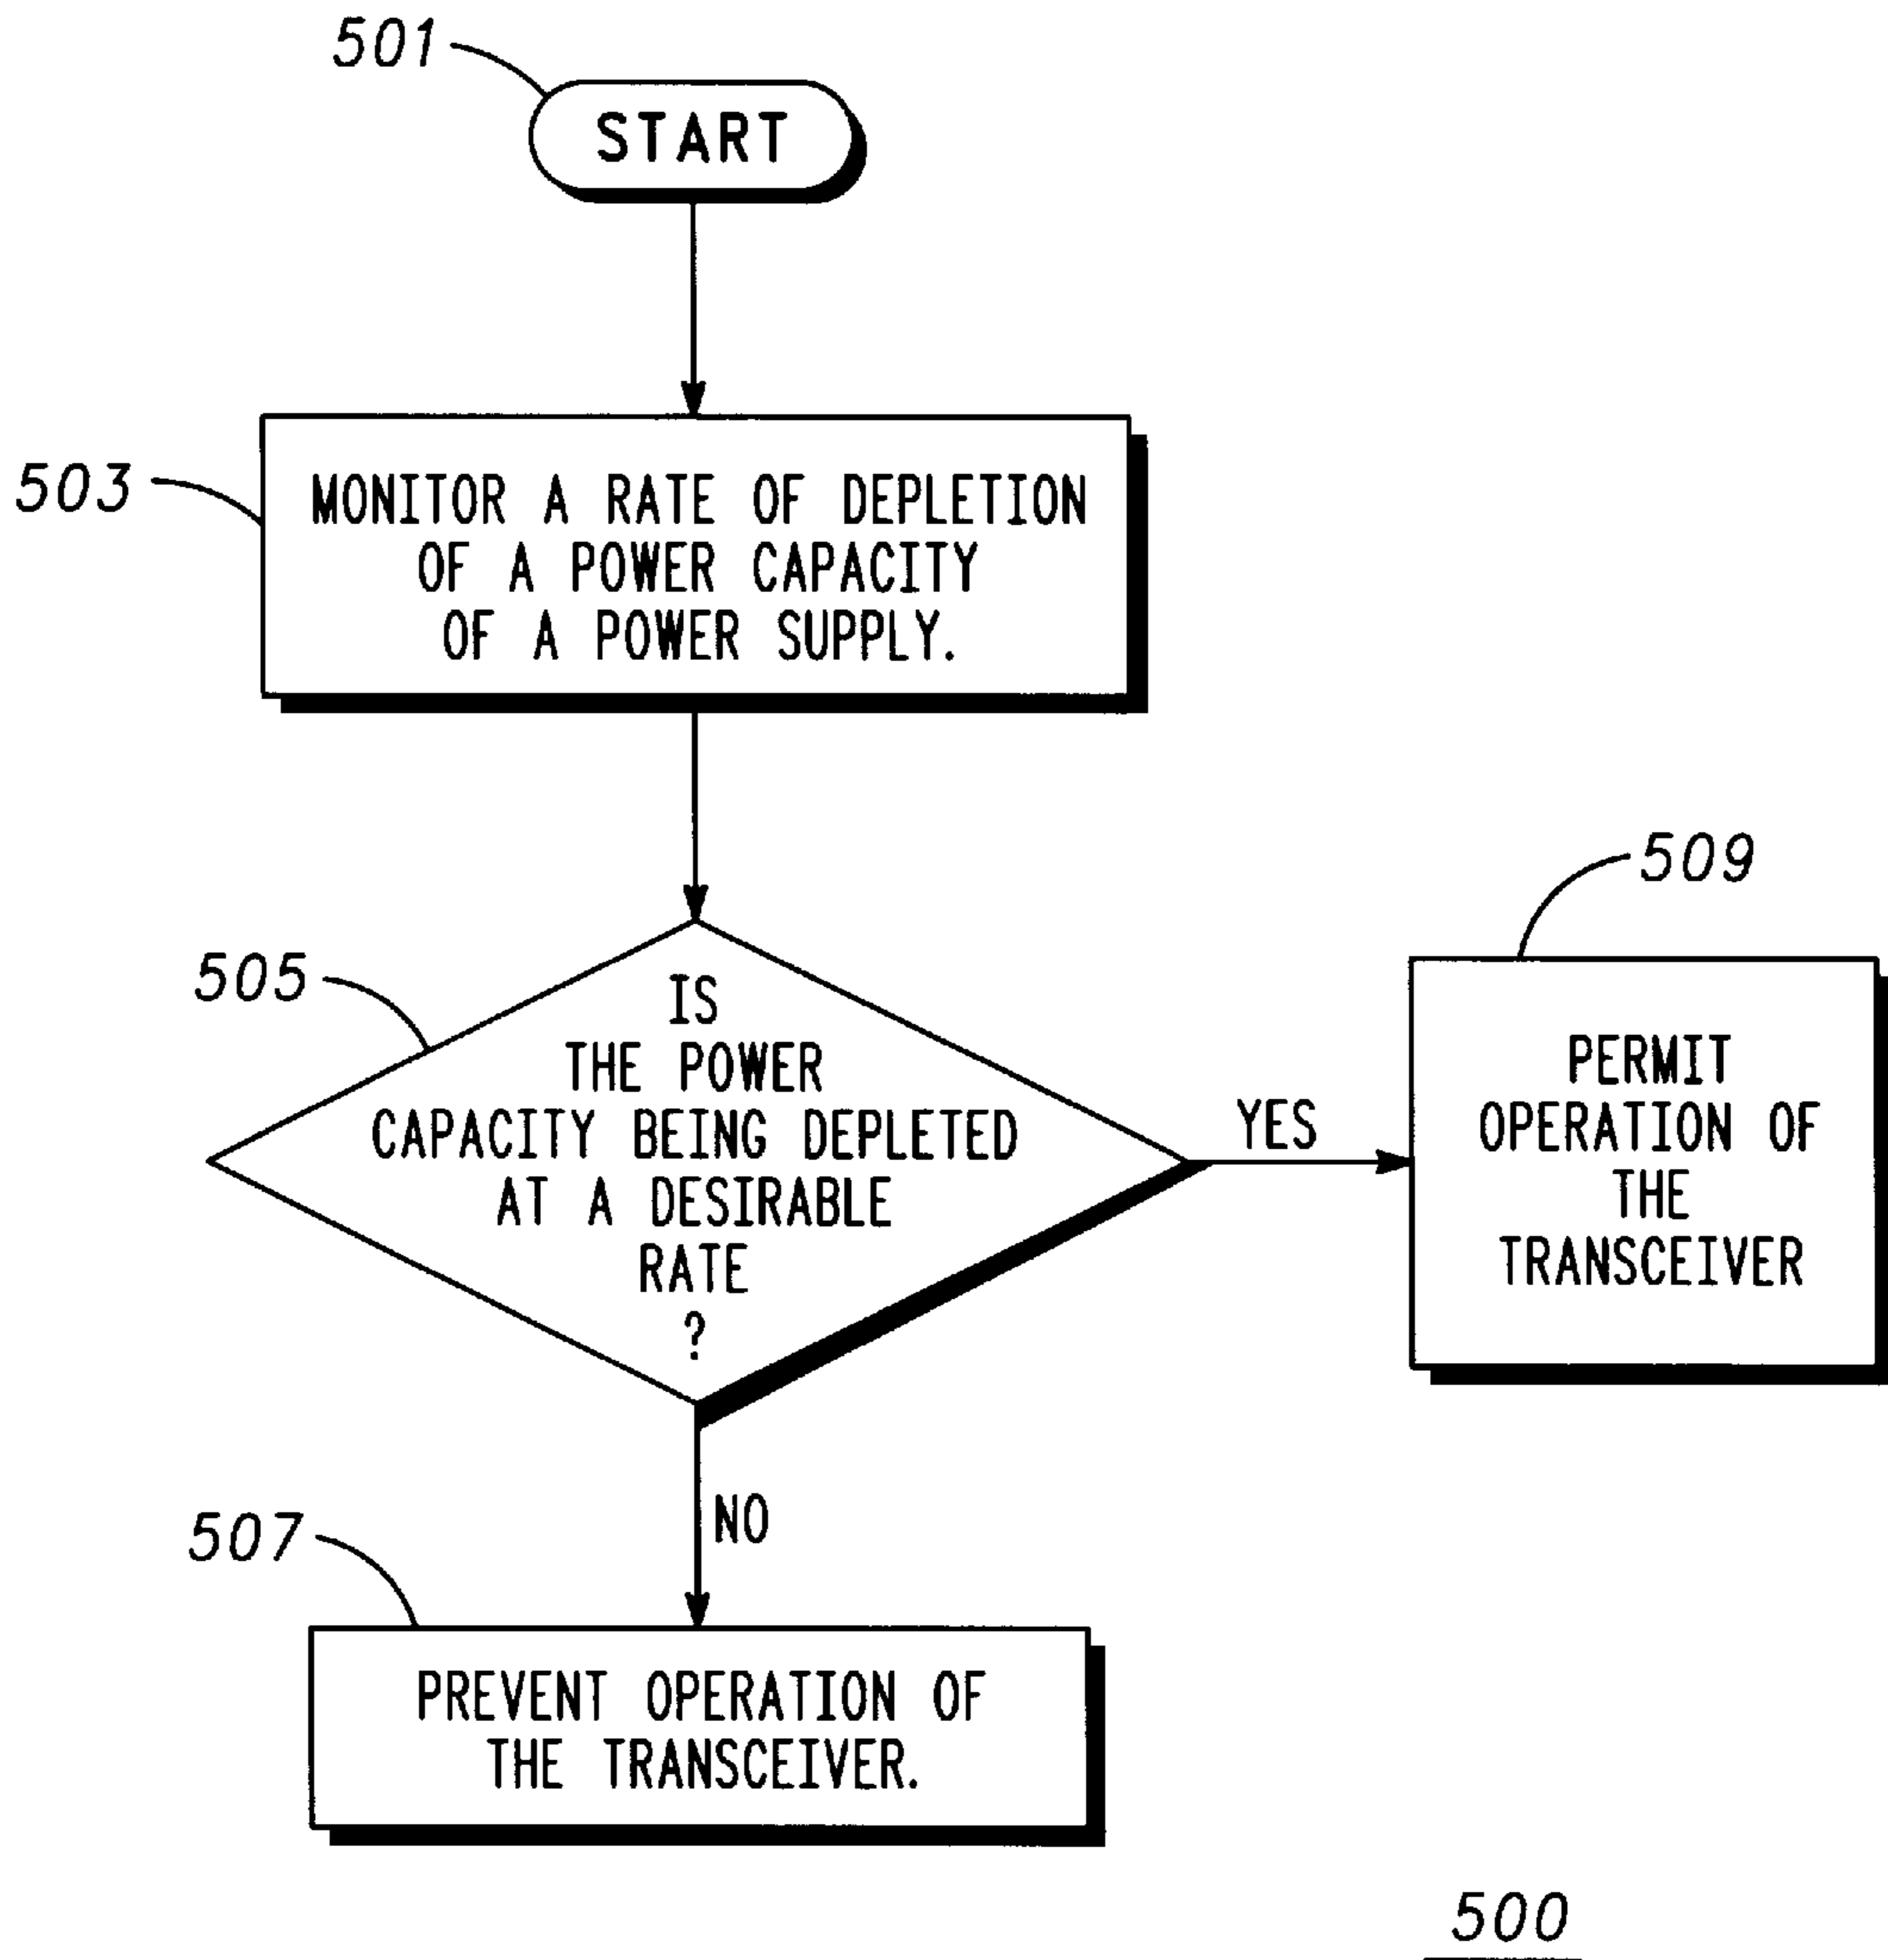 501
START
503
MONITOR A RATE OF DEPLETION
OF A POWER CAPACITY
OF A POWER SUPPLY.
505
IS
THE POWER
CAPACITY BEING DEPLETED
AT A DESIRABLE
RATE
?
YES
509
PERMIT
OPERATION OF
THE
TRANSCEIVER
NO
507
PREVENT OPERATION OF
THE TRANSCEIVER.
500